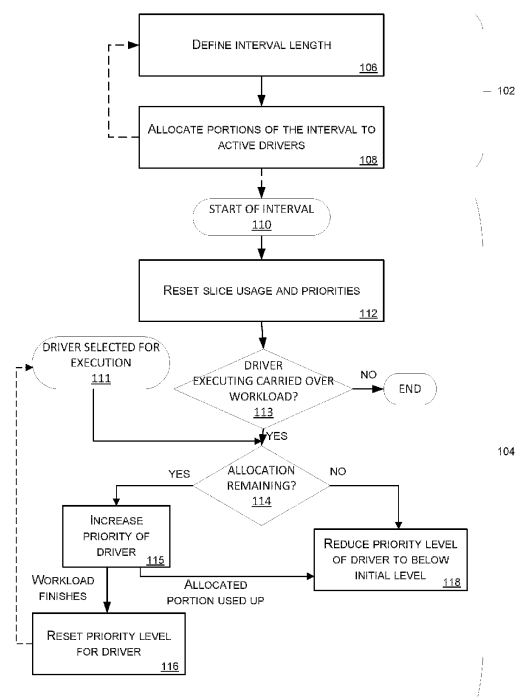 DEFINE INTERVAL LENGTH
106
102
ALLOCATE PORTIONS OF THE INTERVAL TO
ACTIVE DRIVERS
108
START OF INTERVAL
110
RESET SLICE USAGE AND PRIORITIES
112
DRIVER SELECTED FOR
EXECUTION
111
DRIVER
EXECUTING CARRIED OVER
WORKLOAD?
113
NO
END
YES
104
ALLOCATION
REMAINING?
114
YES
NO
INCREASE
PRIORITY OF
DRIVER
115
REDUCE PRIORITY LEVEL
OF DRIVER TO BELOW
INITIAL LEVEL
118
WORKLOAD
FINISHES
ALLOCATED
PORTION USED UP
RESET PRIORITY LEVEL
FOR DRIVER
116